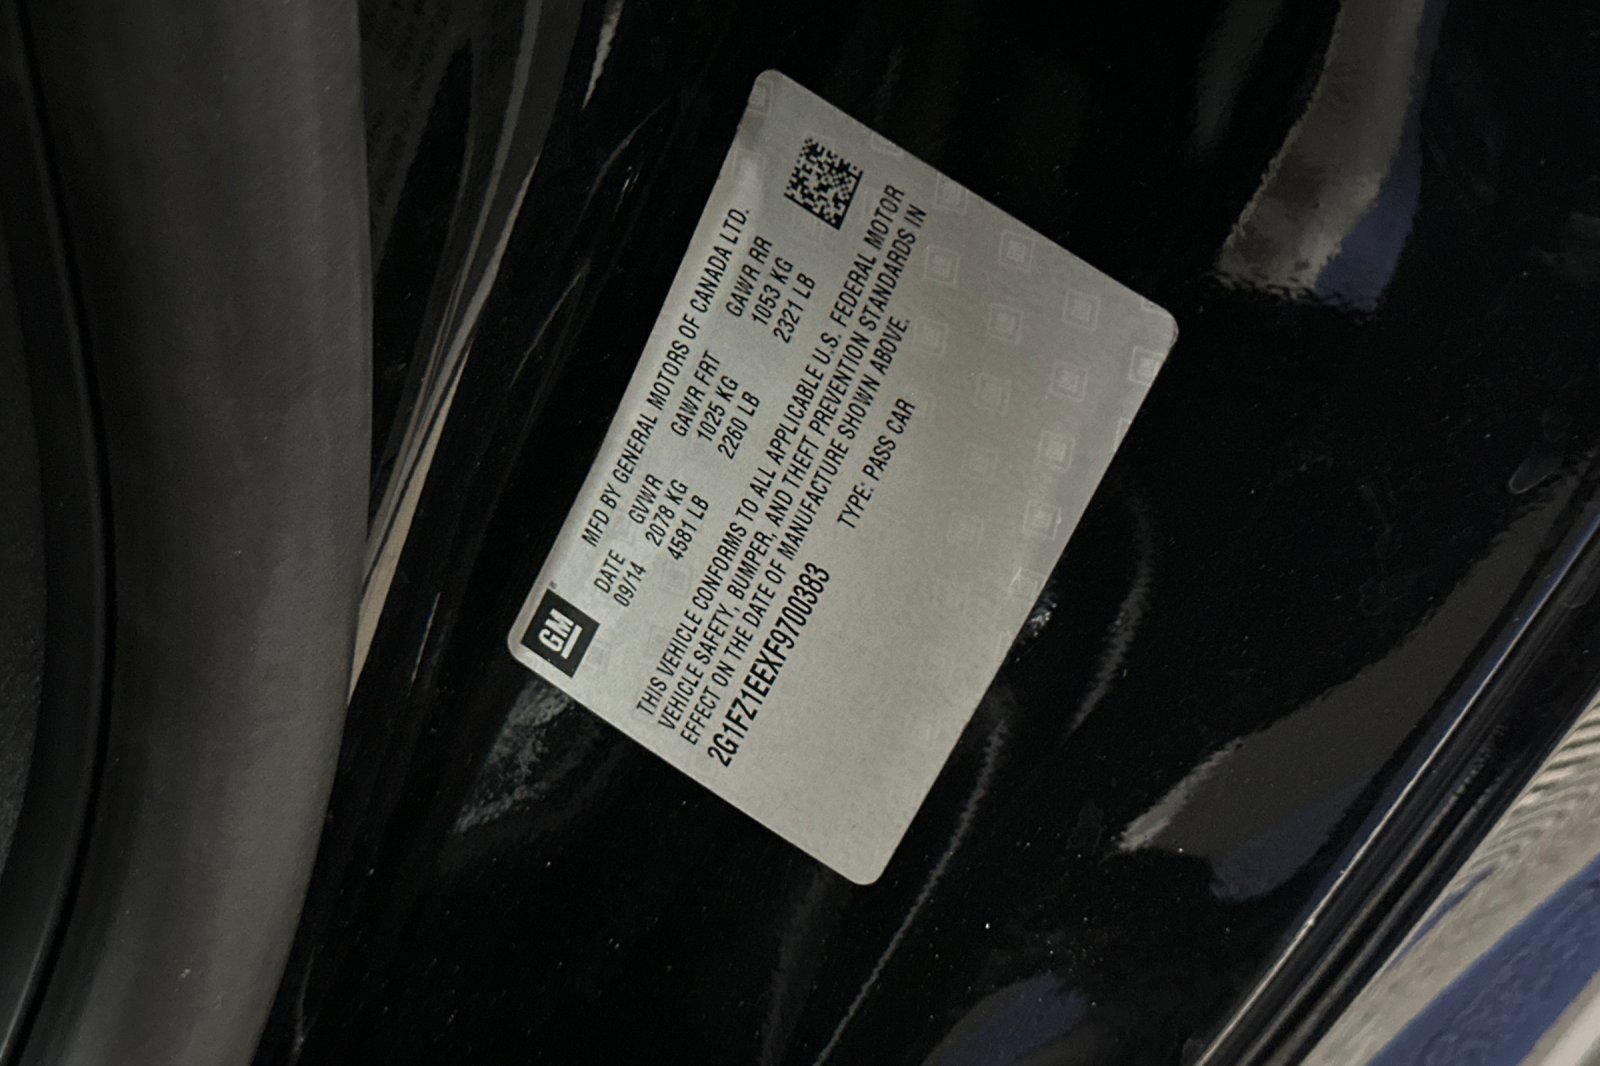 GM
MFD BY GENERAL MOTORS OF CANADA LTD.
DATE GVWR GAWR FRT GAWR RR
09/14 2078 KG 1025 KG 1053 KG
4581 LB 2260 LB 2321 LB
THIS VEHICLE CONFORMS TO ALL APPLICABLE U.S. FEDERAL MOTOR
VEHICLE SAFETY, BUMPER, AND THEFT PREVENTION STANDARDS IN
EFFECT ON THE DATE OF MANUFACTURE SHOWN ABOVE.
2G1FZ1EEXF9700383 TYPE: PASS CAR